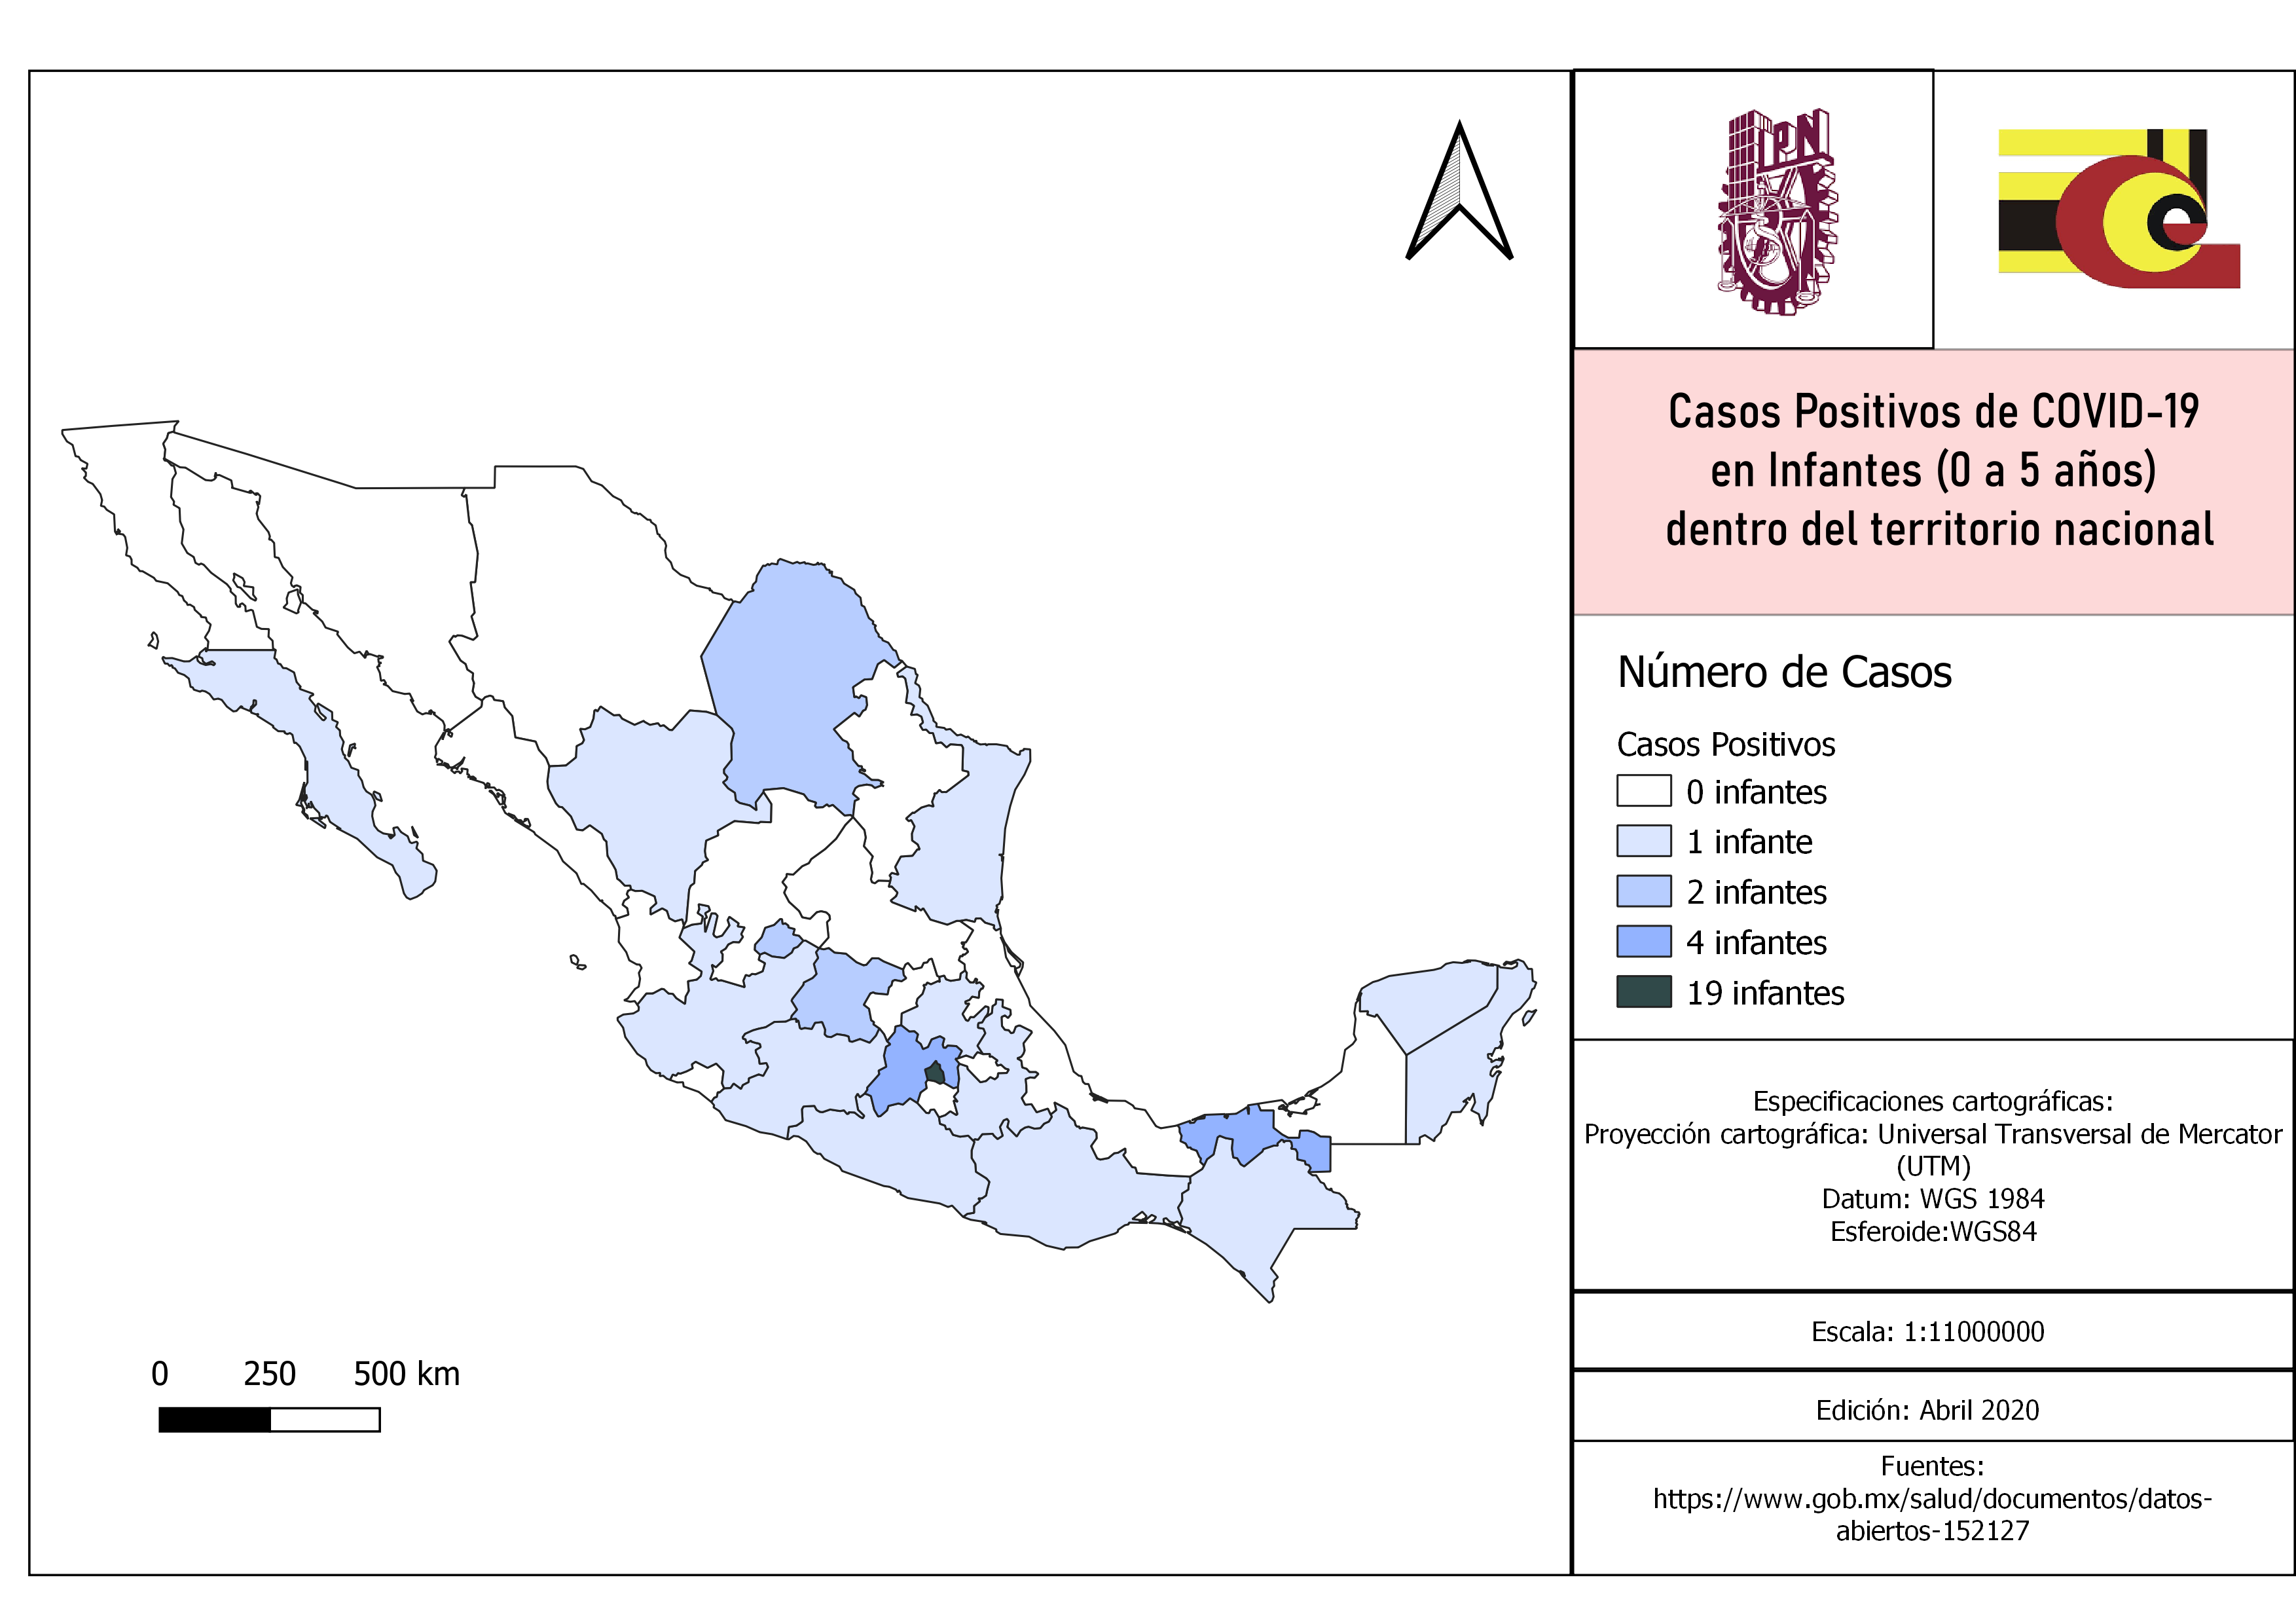 IPN
Casos Positivos de COVID-19
en Infantes (0 a 5 años)
dentro del territorio nacional
Número de Casos
Casos Positivos
0 infantes
1 infante
2 infantes
4 infantes
19 infantes
Especificaciones cartográficas:
Proyección cartográfica: Universal Transversal de Mercator
(UTM)
Datum: WGS 1984
Esferoide:WGS84
Escala: 1:11000000
Edición: Abril 2020
Fuentes:
https://www.gob.mx/salud/documentos/datos-
abiertos-152127
0 250 500 km